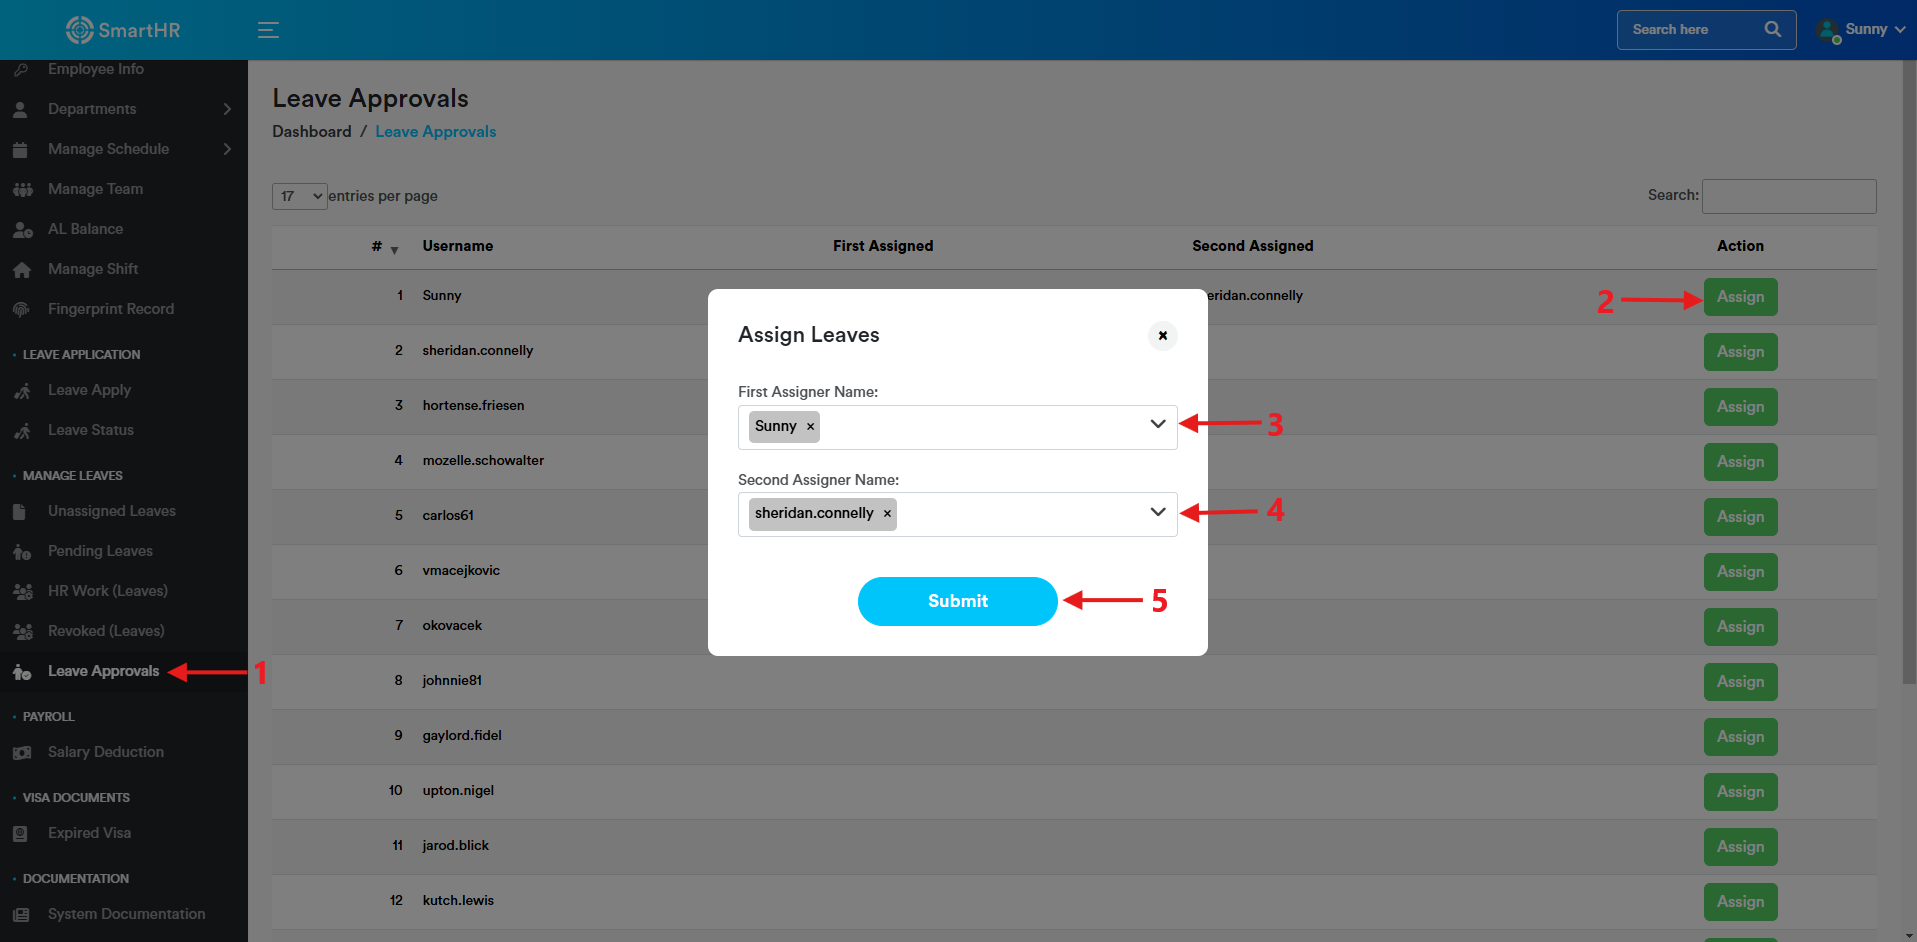 SmartHR
Search here
Sunny
Employee Info
Departments
Manage Schedule
Manage Team
AL Balance
Manage Shift
Fingerprint Record
LEAVE APPLICATION
Leave Apply
Leave Status
MANAGE LEAVES
Unassigned Leaves
Pending Leaves
HR Work (Leaves)
Revoked (Leaves)
Leave Approvals
1
PAYROLL
Salary Deduction
VISA DOCUMENTS
Expired Visa
DOCUMENTATION
System Documentation
Leave Approvals
Dashboard / Leave Approvals
17 entries per page
Search:
# Username First Assigned Second Assigned Action
1 Sunny eridan.connelly 2 Assign
2 sheridan.connelly Assign
3 hortense.friesen Assign
4 mozelle.schowalter Assign
5 carlos61 Assign
6 vmacejkovic Assign
7 okovacek Assign
8 johnnie81 Assign
9 gaylord.fidel Assign
10 upton.nigel Assign
11 jarod.blick Assign
12 kutch.lewis Assign
Assign Leaves
×
First Assigner Name:
Sunny × 3
Second Assigner Name:
sheridan.connelly × 4
Submit 5